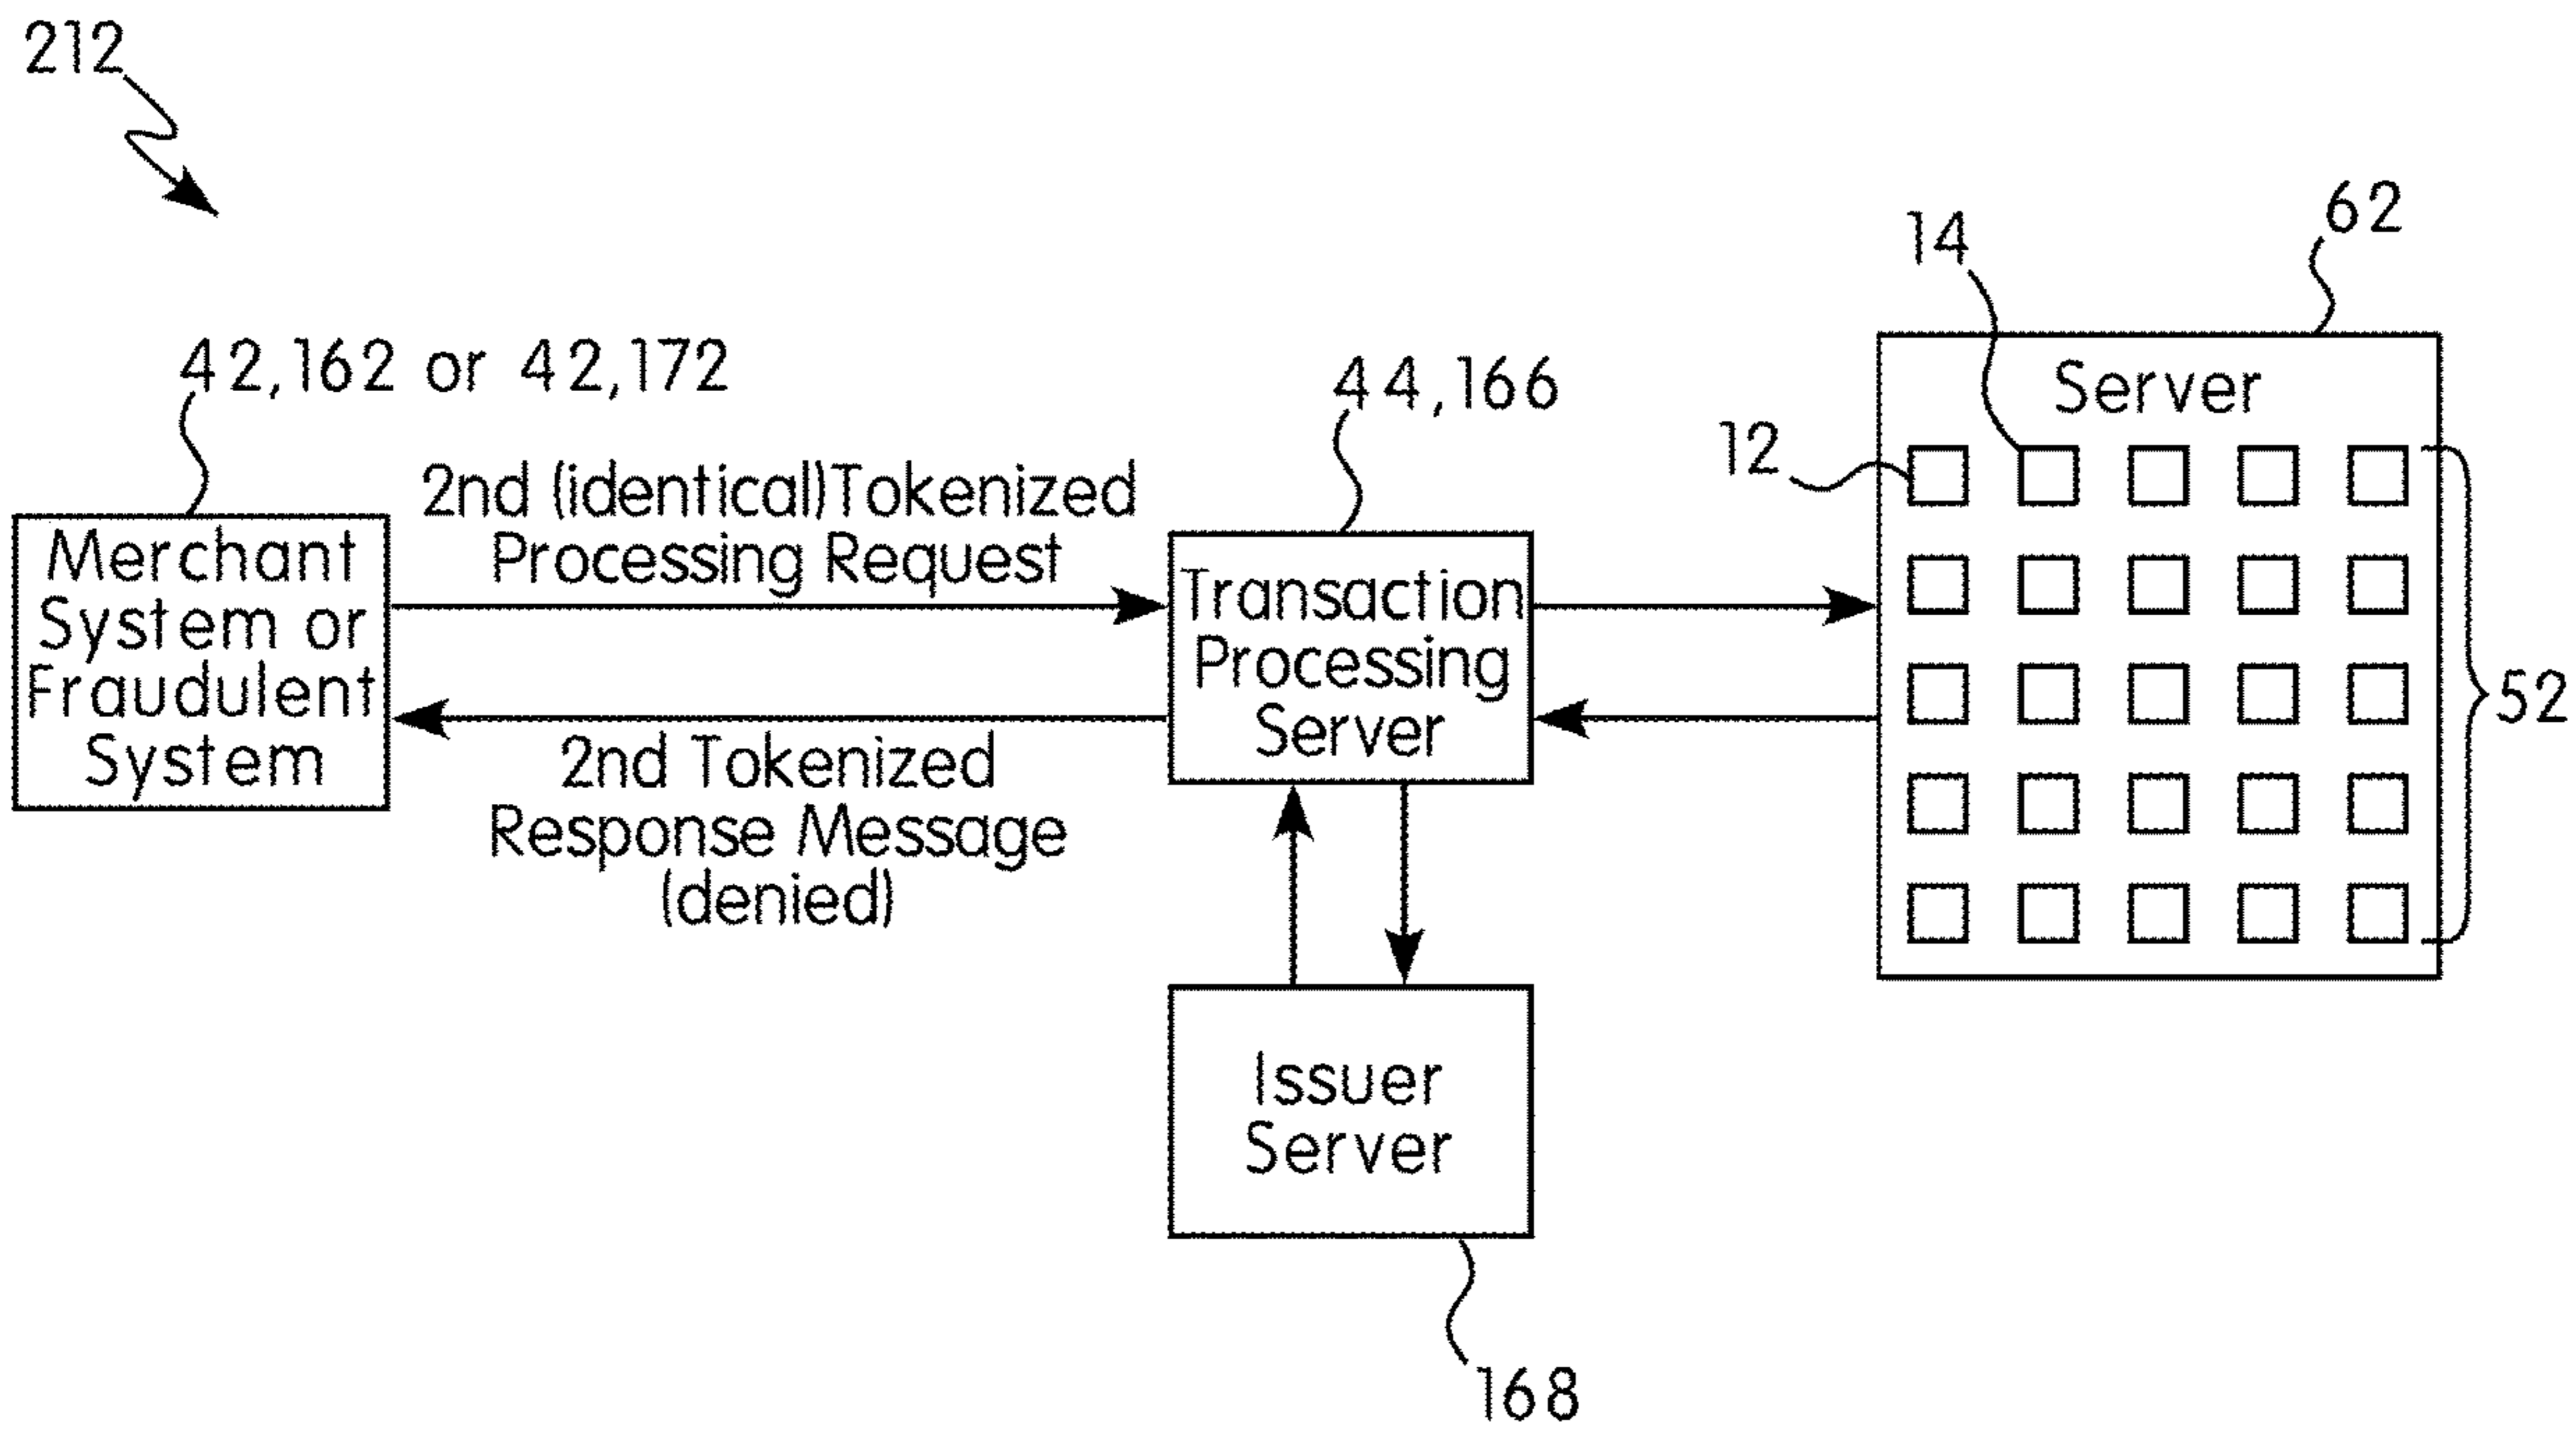 212
62
14
42,162 or 42,172
44,166
Server
12
2nd (identical)Tokenized
Processing Request
Merchant
System or
Fraudulent
System
Transaction
Processing
Server
52
2nd Tokenized
Response Message
(denied)
Issuer
Server
168